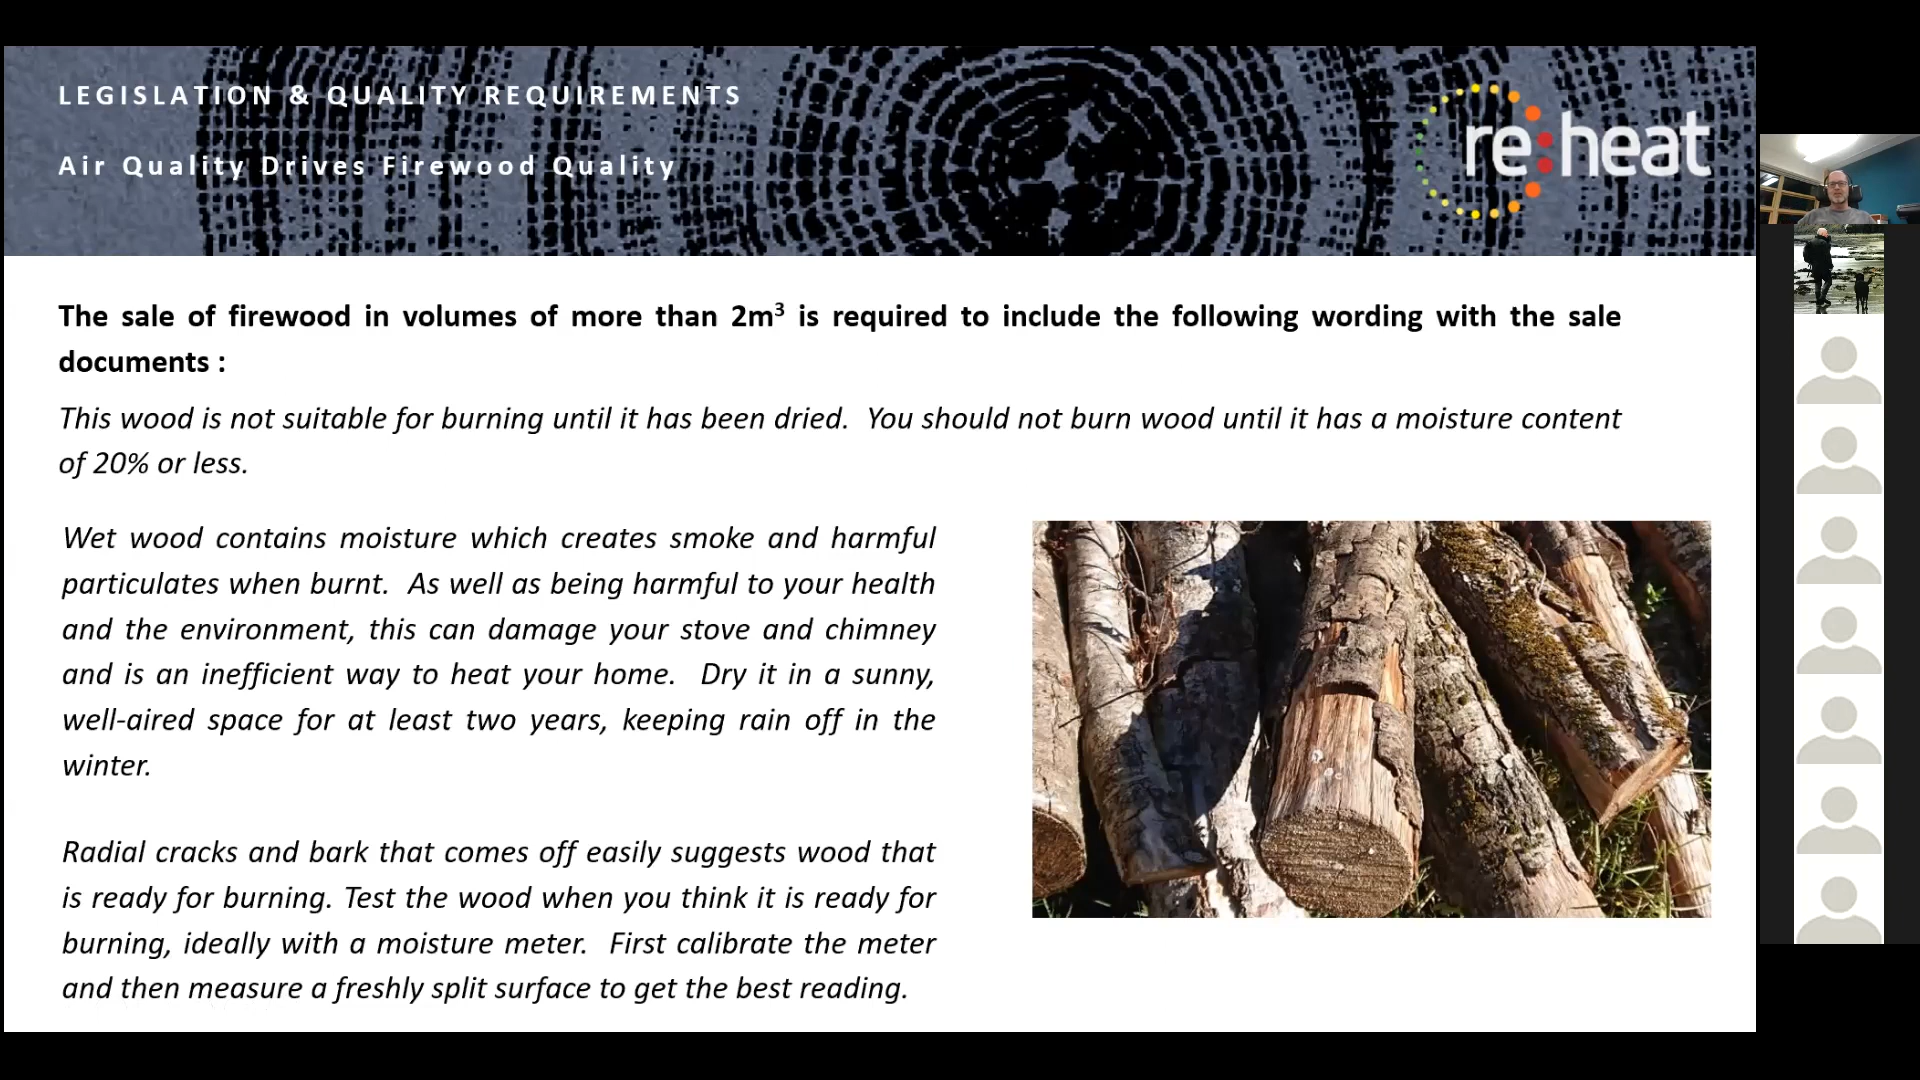 LEGISLATION & QUALITY REQUIREMENTS
Air Quality Drives Firewood Quality
re:heat
The sale of firewood in volumes of more than 2m³ is required to include the following wording with the sale
documents :
This wood is not suitable for burning until it has been dried. You should not burn wood until it has a moisture content
of 20% or less.
Wet wood contains moisture which creates smoke and harmful
particulates when burnt. As well as being harmful to your health
and the environment, this can damage your stove and chimney
and is an inefficient way to heat your home. Dry it in a sunny,
well-aired space for at least two years, keeping rain off in the
winter.
Radial cracks and bark that comes off easily suggests wood that
is ready for burning. Test the wood when you think it is ready for
burning, ideally with a moisture meter. First calibrate the meter
and then measure a freshly split surface to get the best reading.